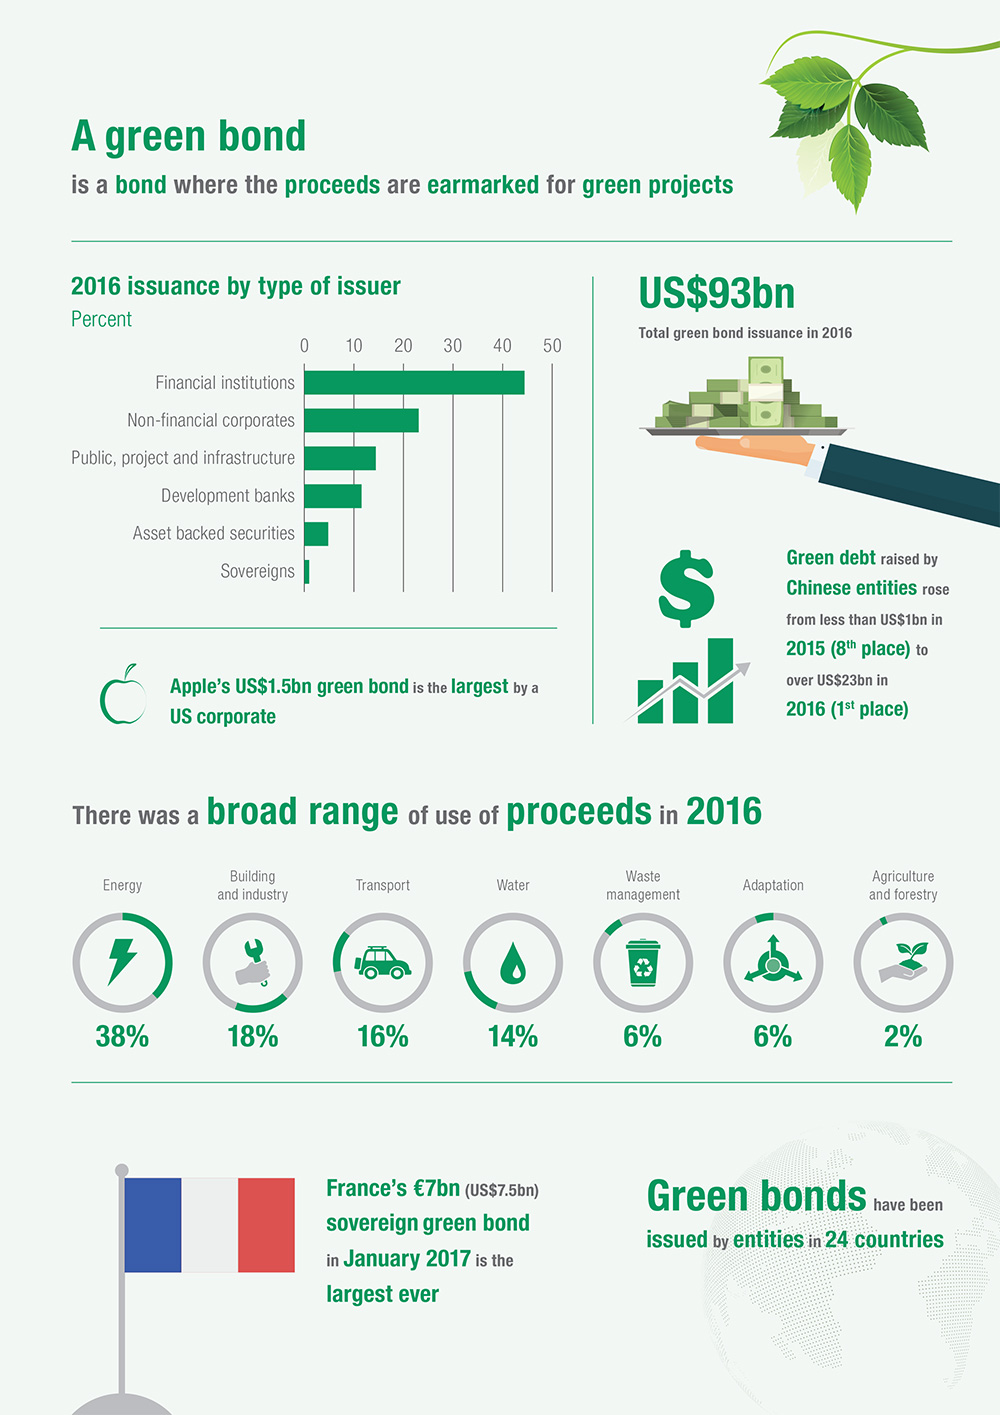 A green bond
is a bond where the proceeds are earmarked for green projects
2016 issuance by type of issuer
Percent
0 10 20 30 40 50
Financial institutions
Non-financial corporates
Public, project and infrastructure
Development banks
Asset backed securities
Sovereigns
Apple's US$1.5bn green bond is the largest by a
US corporate
US$93bn
Total green bond issuance in 2016
Green debt raised by
Chinese entities rose
from less than US$1bn in
2015 (8th place) to
over US$23bn in
2016 (1st place)
There was a broad range of use of proceeds in 2016
Energy
38%
Building
and industry
18%
Transport
16%
Water
14%
Waste
management
6%
Adaptation
6%
Agriculture
and forestry
2%
France's €7bn (US$7.5bn)
sovereign green bond
in January 2017 is the
largest ever
Green bonds have been
issued by entities in 24 countries